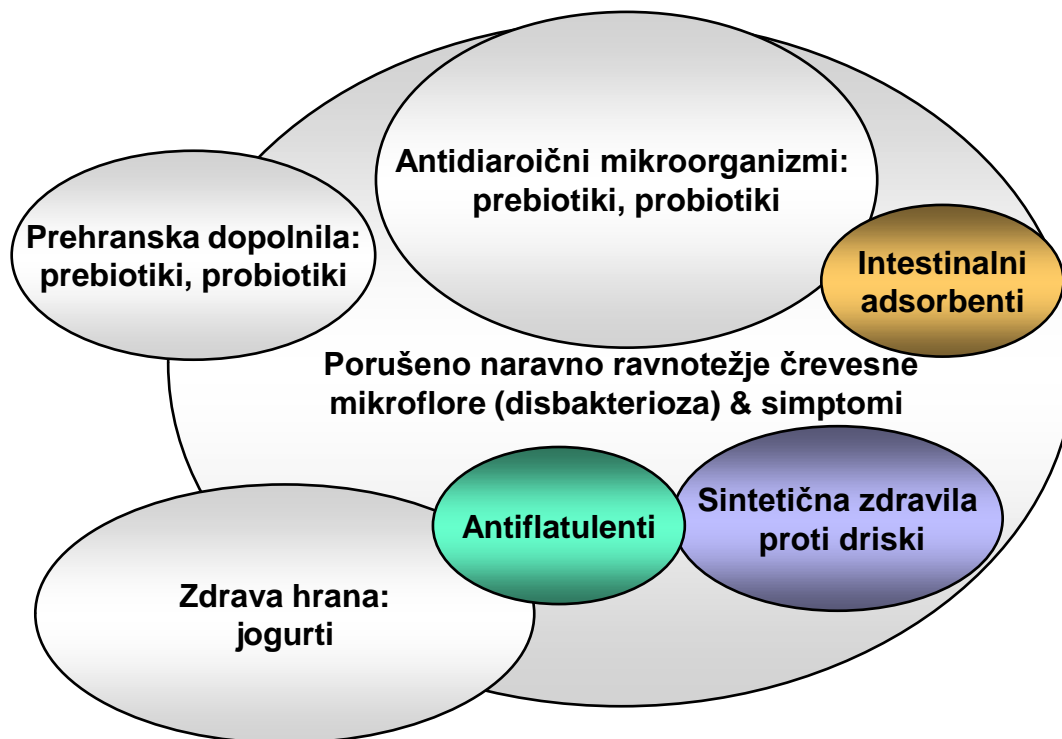 Antidiaroični mikroorganizmi:
prebiotiki, probiotiki
Prehranska dopolnila:
prebiotiki, probiotiki
Intestinalni
adsorbenti
Porušeno naravno ravnotežje črevesne
mikroflore (disbakterioza) & simptomi
Antiflatulenti
Sintetična zdravila
proti driski
Zdrava hrana:
jogurti